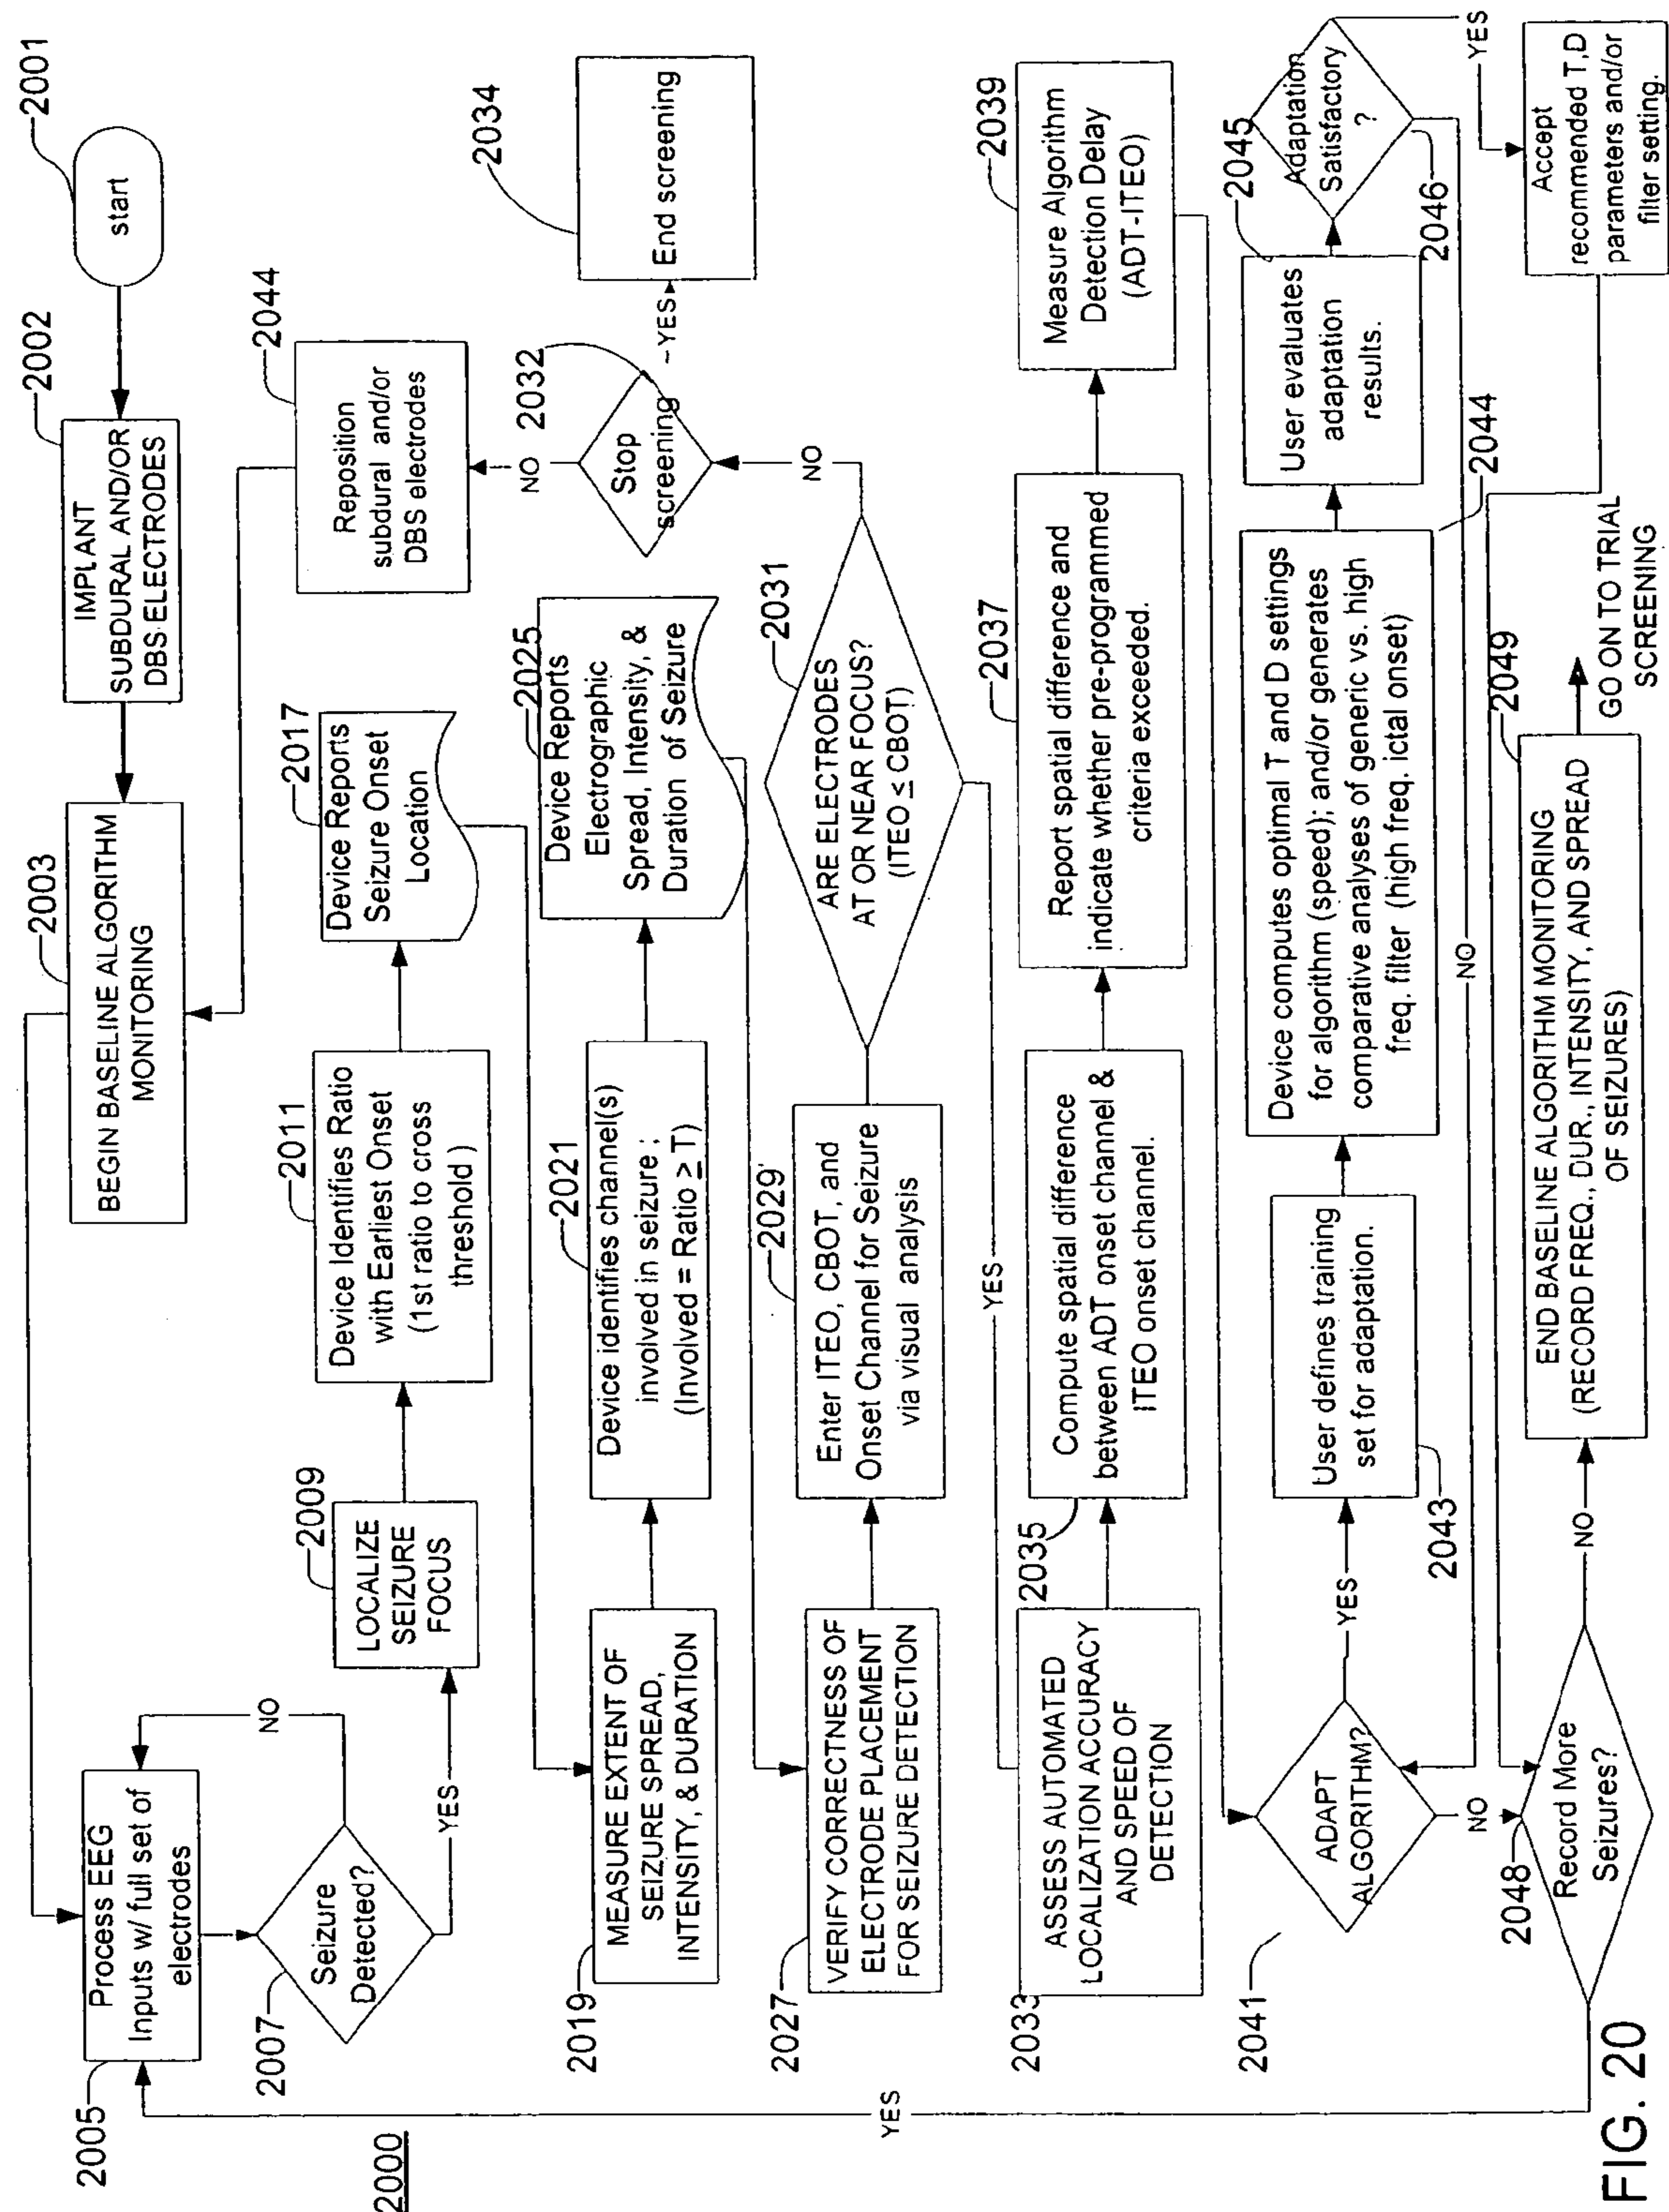 2000
2001
start
2002
IMPLANT
SUBDURAL AND/OR
DBS ELECTRODES
2003
BEGIN BASELINE ALGORITHM
MONITORING
2005
Process EEG
Inputs w/ full set of
electrodes
2007
Seizure
Detected?
NO
YES
2009
LOCALIZE
SEIZURE
FOCUS
2011
Device Identifies Ratio
with Earliest Onset
(1st ratio to cross
threshold )
2017
Device Reports
Seizure Onset
Location
2044
Reposition
subdural and/or
DBS electrodes
2019
MEASURE EXTENT OF
SEIZURE SPREAD,
INTENSITY, & DURATION
2021
Device identifies channel(s)
involved in seizure ;
(Involved = Ratio ≥ T)
2025
Device Reports
Electrographic
Spread, Intensity, &
Duration of Seizure
NO
2032
Stop
screening
YES
2034
End screening
NO
2027
VERIFY CORRECTNESS OF
ELECTRODE PLACEMENT
FOR SEIZURE DETECTION
2029'
Enter ITEO, CBOT, and
Onset Channel for Seizure
via visual analysis
2031
ARE ELECTRODES
AT OR NEAR FOCUS?
(ITEO ≤ CBOT)
YES
2033
ASSESS AUTOMATED
LOCALIZATION ACCURACY
AND SPEED OF
DETECTION
2035
Compute spatial difference
between ADT onset channel &
ITEO onset channel.
2037
Report spatial difference and
indicate whether pre-programmed
criteria exceeded.
2039
Measure Algorithm
Detection Delay
(ADT-ITEO)
2041
ADAPT
ALGORITHM?
YES
NO
2043
User defines training
set for adaptation.
Device computes optimal T and D settings
for algorithm (speed); and/or generates
comparative analyses of generic vs. high
freq. filter (high freq. ictal onset)
2044
2045
User evaluates
adaptation
results.
2046
Adaptation
Satisfactory
?
NO
YES
Accept
recommended T,D
parameters and/or
filter setting.
2048
Record More
Seizures?
YES
NO
2049
END BASELINE ALGORITHM MONITORING
(RECORD FREQ., DUR., INTENSITY, AND SPREAD
OF SEIZURES)
GO ON TO TRIAL
SCREENING
FIG. 20